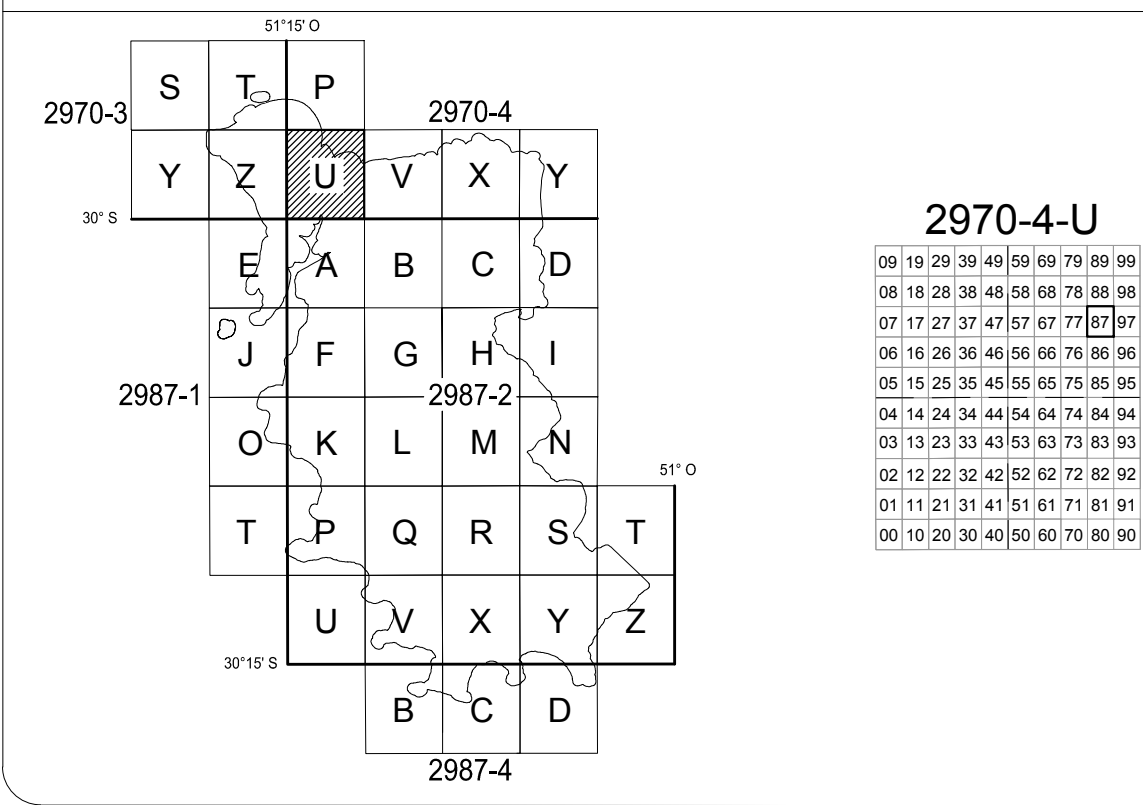 51°15' O
S T P
2970-3 2970-4
Y Z U V X Y
30° S
E A B C D
J F G H I
2987-1 2987-2
O K L M N
51° O
T P Q R S T
U V X Y Z
30°15' S
B C D
2987-4
2970-4-U
09 19 29 39 49 59 69 79 89 99
08 18 28 38 48 58 68 78 88 98
07 17 27 37 47 57 67 77 87 97
06 16 26 36 46 56 66 76 86 96
05 15 25 35 45 55 65 75 85 95
04 14 24 34 44 54 64 74 84 94
03 13 23 33 43 53 63 73 83 93
02 12 22 32 42 52 62 72 82 92
01 11 21 31 41 51 61 71 81 91
00 10 20 30 40 50 60 70 80 90